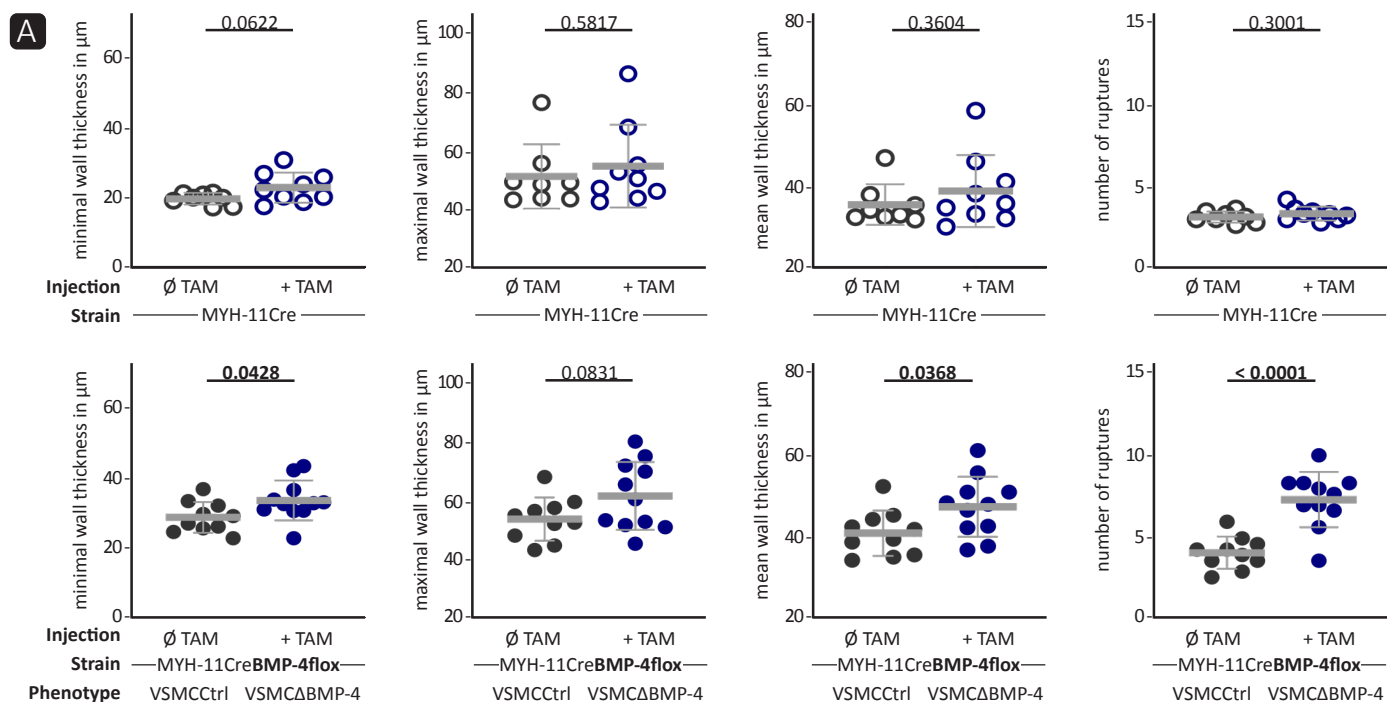 A
0.0622 0.5817 0.3604 0.3001
minimal wall thickness in µm
60
40
20
0
maximal wall thickness in µm
100
80
60
40
20
mean wall thickness in µm
80
60
40
20
number of ruptures
15
10
5
0
Injection Ø TAM + TAM Ø TAM + TAM Ø TAM + TAM Ø TAM + TAM
Strain MYH-11Cre MYH-11Cre MYH-11Cre MYH-11Cre
0.0428 0.0831 0.0368 < 0.0001
minimal wall thickness in µm
60
40
20
0
maximal wall thickness in µm
100
80
60
40
20
mean wall thickness in µm
80
60
40
20
number of ruptures
15
10
5
0
Injection Ø TAM + TAM Ø TAM + TAM Ø TAM + TAM Ø TAM + TAM
Strain MYH-11CreBMP-4flox MYH-11CreBMP-4flox MYH-11CreBMP-4flox MYH-11CreBMP-4flox
Phenotype VSMCCtrl VSMCΔBMP-4 VSMCCtrl VSMCΔBMP-4 VSMCCtrl VSMCΔBMP-4 VSMCCtrl VSMCΔBMP-4